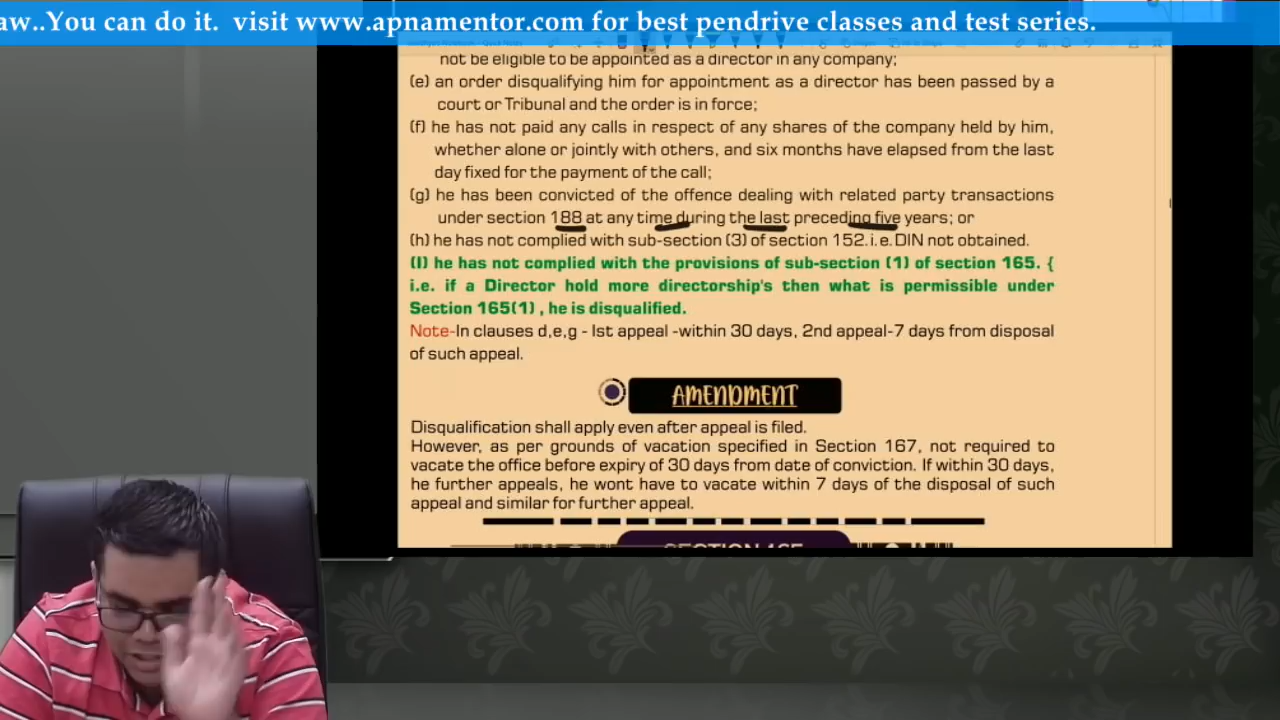 aw..You can do it. visit www.apnamentor.com for best pendrive classes and test series.
not be eligible to be appointed as a director in any company;
(e) an order disqualifying him for appointment as a director has been passed by a
court or Tribunal and the order is in force;
(f) he has not paid any calls in respect of any shares of the company held by him,
whether alone or jointly with others, and six months have elapsed from the last
day fixed for the payment of the call;
(g) he has been convicted of the offence dealing with related party transactions
under section 188 at any time during the last preceding five years; or
(h) he has not complied with sub-section (3) of section 152.i.e.DIN not obtained.
(I) he has not complied with the provisions of sub-section (1) of section 165. {
i.e. if a Director hold more directorship's then what is permissible under
Section 165(1) , he is disqualified.
Note-In clauses d,e,g - Ist appeal -within 30 days, 2nd appeal-7 days from disposal
of such appeal.
AMENDMENT
Disqualification shall apply even after appeal is filed.
However, as per grounds of vacation specified in Section 167, not required to
vacate the office before expiry of 30 days from date of conviction. If within 30 days,
he further appeals, he wont have to vacate within 7 days of the disposal of such
appeal and similar for further appeal.